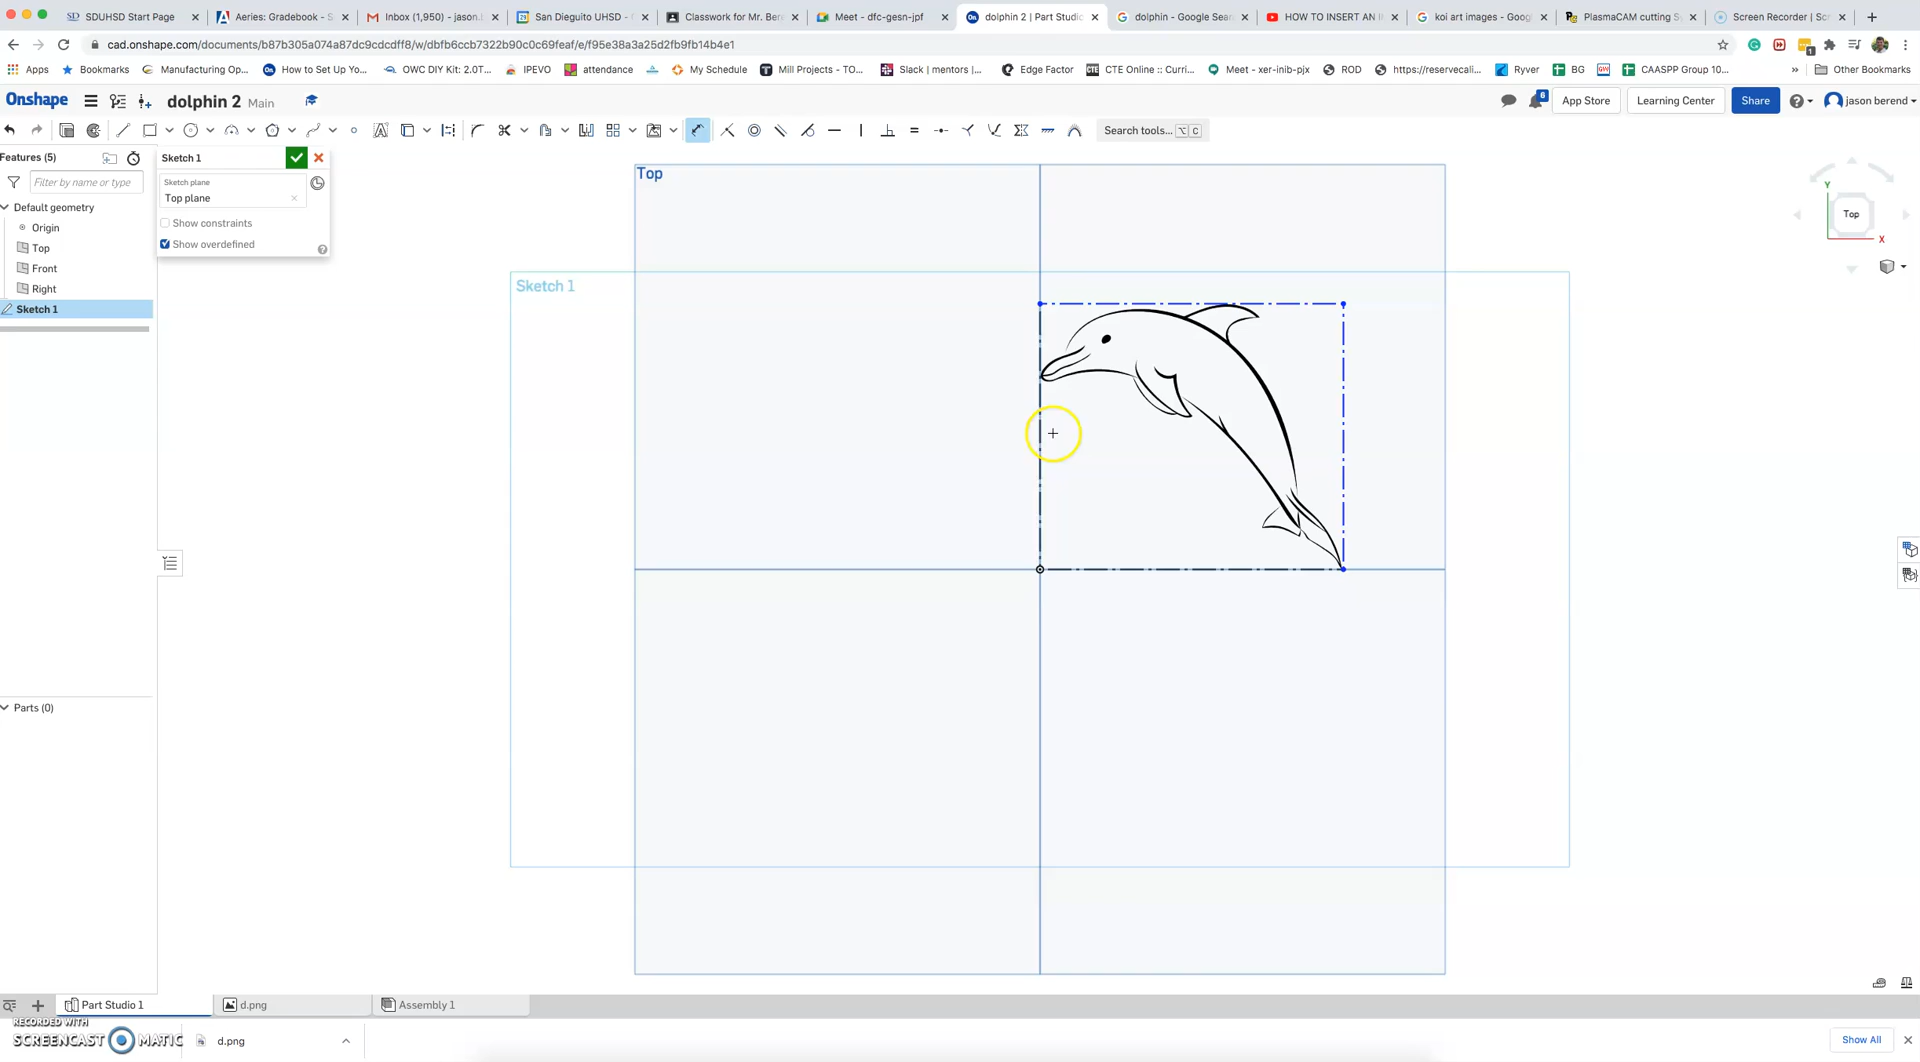 SDUHSD Start Page
Aeries: Gradebook - S
Inbox (1,950) - jason.l
San Dieguito UHSD -
Classwork for Mr. Ber
Meet - dfc-gesn-jpf
dolphin 2 | Part Studio
dolphin - Google Sear
HOW TO INSERT AN I
koi art images - Goog
PlasmaCAM cutting Sy
Screen Recorder | Scr
cad.onshape.com/documents/b87b305a074a87dc9cdcdff8/w/dbfb6ccb7322b90c0c69feaf/e/f95e38a3a25d2fb9fb14b4e1
Apps
Bookmarks
Manufacturing Op...
How to Set Up Yo...
OWC DIY Kit: 2.0T...
IPEVO
attendance
My Schedule
Mill Projects - TO...
Slack | mentors |...
Edge Factor
CTE Online :: Curri...
Meet - xer-inib-pjx
ROD
https://reservecali...
Ryver
BG
CAASPP Group 10...
»
Other Bookmarks
Onshape
dolphin 2 Main
6
App Store
Learning Center
Share
jason berend
Search tools... ⌥ C
Features (5)
Filter by name or type
Default geometry
Origin
Top
Front
Right
Sketch 1
Parts (0)
Sketch 1
Sketch plane
Top plane
Show constraints
Show overdefined
Top
Sketch 1
Y
Top
X
Part Studio 1
d.png
Assembly 1
RECORDED WITH
SCREENCAST MATIC
d.png
Show All